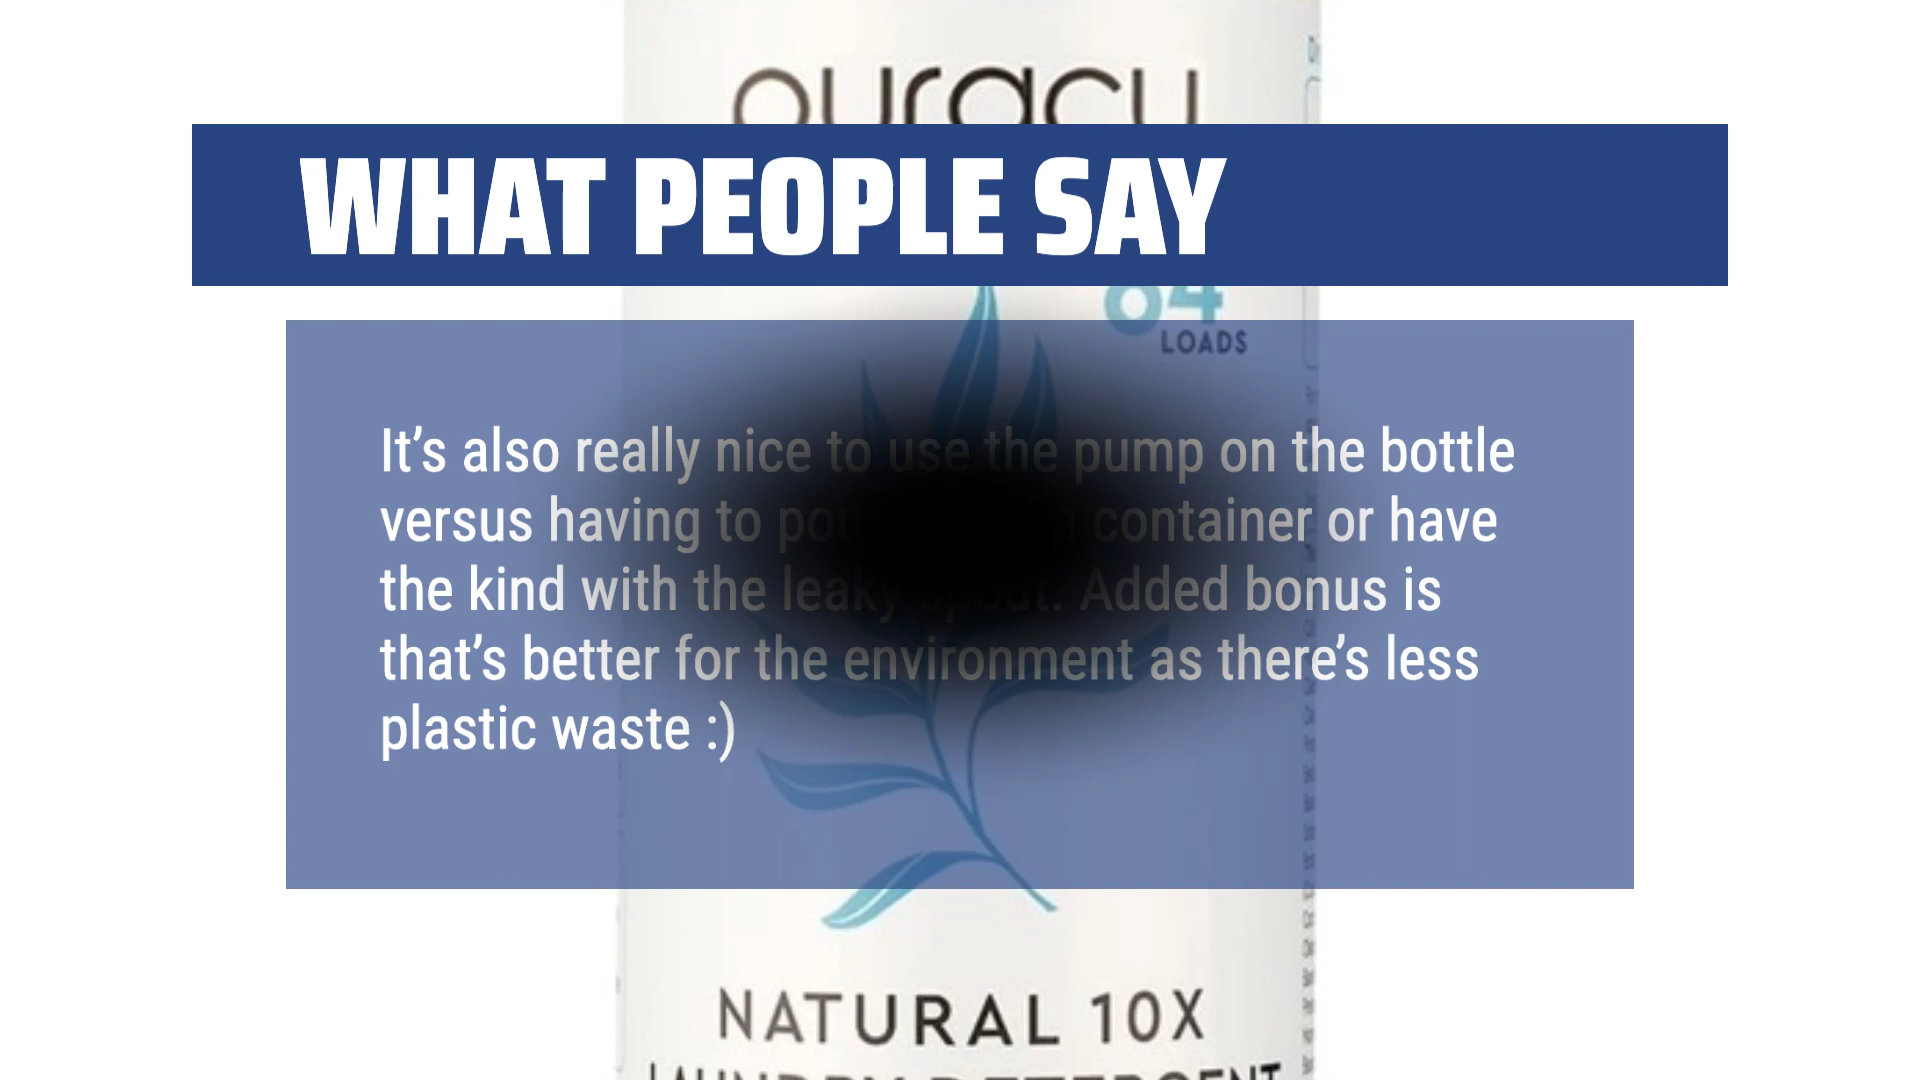 WHAT PEOPLE SAY
LOADS
It’s also really nice to use the pump on the bottle
versus having to container or have
the kind with the leaky spout. Added bonus is
that’s better for the environment as there’s less
plastic waste :)
NATURAL 10X